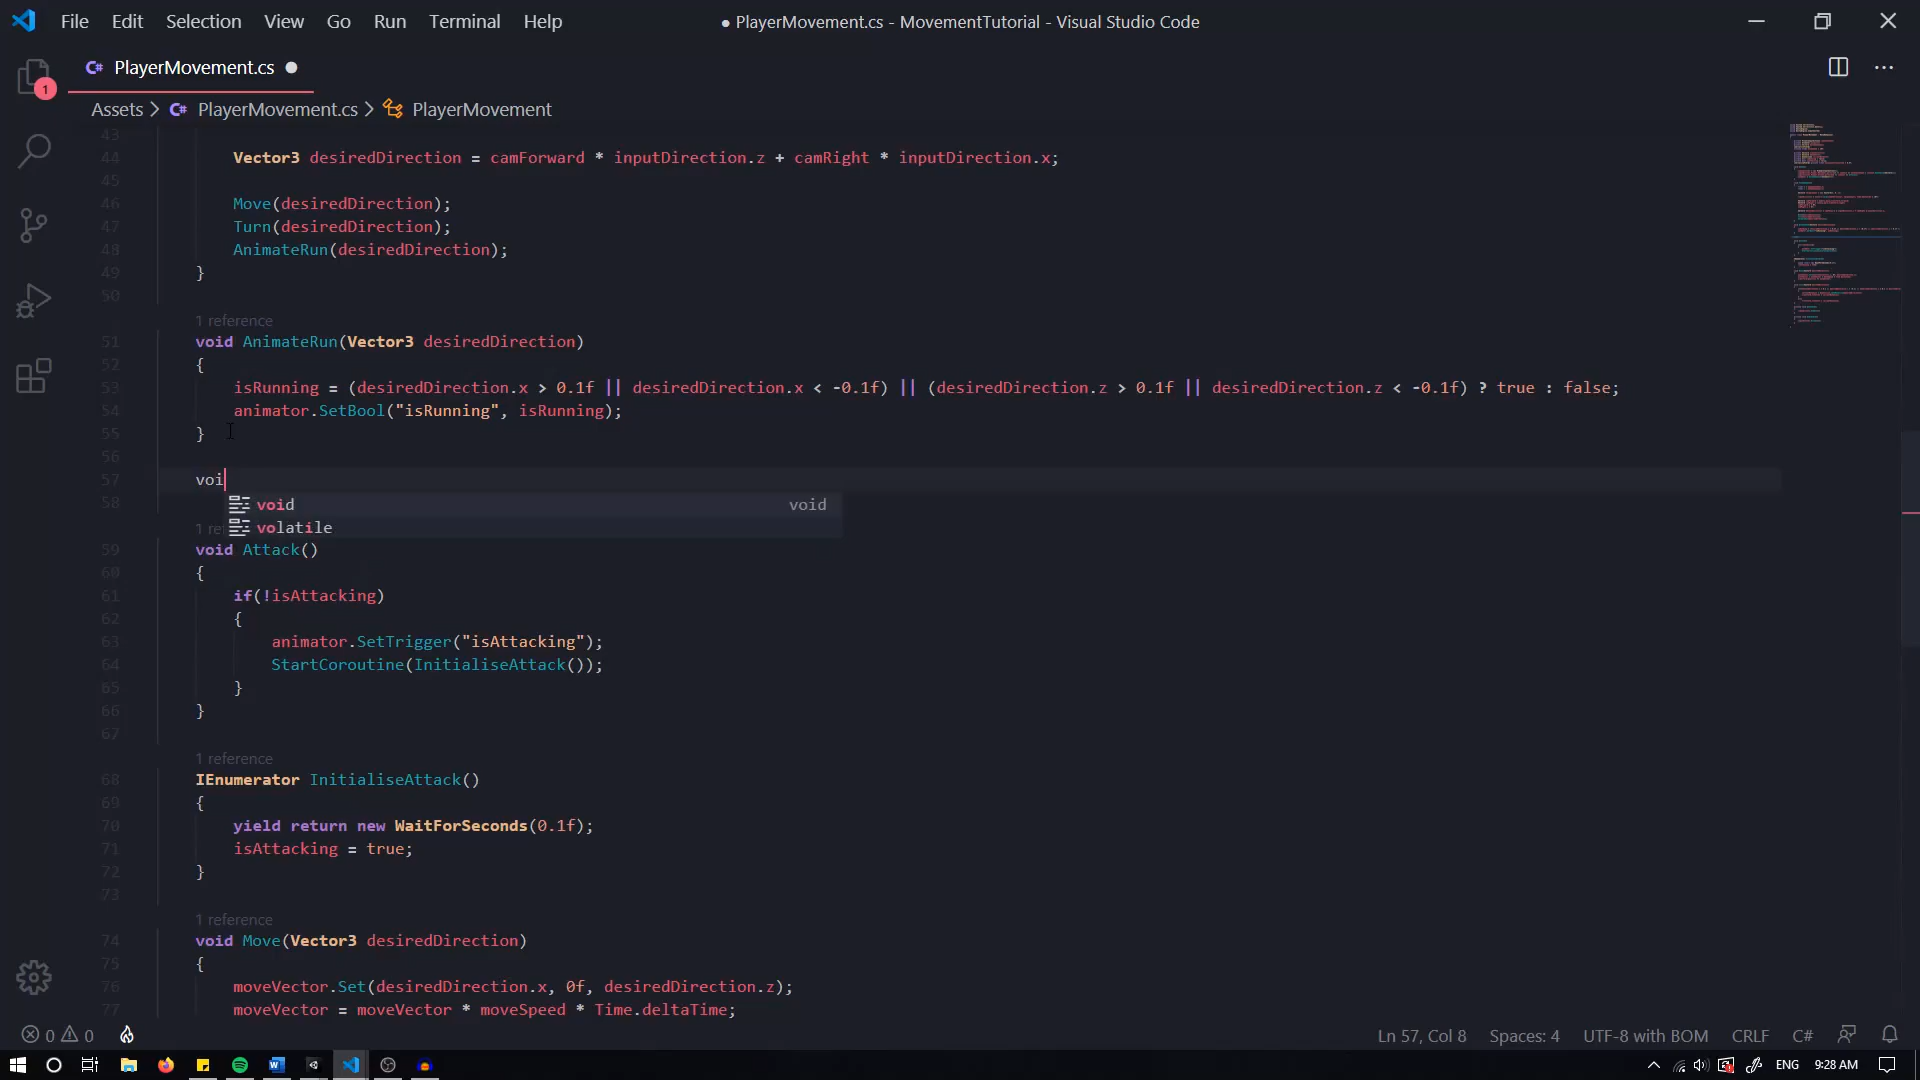 File Edit Selection View Go Run Terminal Help
● PlayerMovement.cs - MovementTutorial - Visual Studio Code
1
C# PlayerMovement.cs ●
Assets > C# PlayerMovement.cs > PlayerMovement
43
44 Vector3 desiredDirection = camForward * inputDirection.z + camRight * inputDirection.x;
45
46 Move(desiredDirection);
47 Turn(desiredDirection);
48 AnimateRun(desiredDirection);
49 }
50
1 reference
51 void AnimateRun(Vector3 desiredDirection)
52 {
53 isRunning = (desiredDirection.x > 0.1f || desiredDirection.x < -0.1f) || (desiredDirection.z > 0.1f || desiredDirection.z < -0.1f) ? true : false;
54 animator.SetBool("isRunning", isRunning);
55 }
56
57 voi
58 void void
1 re volatile
59 void Attack()
60 {
61 if(!isAttacking)
62 {
63 animator.SetTrigger("isAttacking");
64 StartCoroutine(InitialiseAttack());
65 }
66 }
67
1 reference
68 IEnumerator InitialiseAttack()
69 {
70 yield return new WaitForSeconds(0.1f);
71 isAttacking = true;
72 }
73
1 reference
74 void Move(Vector3 desiredDirection)
75 {
76 moveVector.Set(desiredDirection.x, 0f, desiredDirection.z);
77 moveVector = moveVector * moveSpeed * Time.deltaTime;
0 0 Ln 57, Col 8 Spaces: 4 UTF-8 with BOM CRLF C#
ENG 9:28 AM